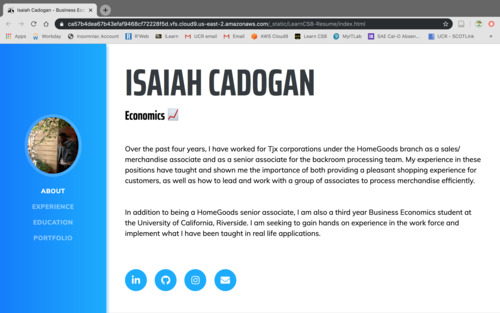 Isaiah Cadogan - Business Eco
ca57b4dea67b43efaf9468cf72228f5d.vfs.cloud9.us-east-2.amazonaws.com/_static/LearnCSB-Resume/index.html
Apps Workday Insomniac Account R'Web iLearn UCR email Email AWS Cloud9 Learn CSB MyITLab SAE Car-O Absen... UCR - SCOTLink
ISAIAH CADOGAN
Economics
Over the past four years, I have worked for Tjx corporations under the HomeGoods branch as a sales/
merchandise associate and as a senior associate for the backroom processing team. My experience in these
positions have taught and shown me the importance of both providing a pleasant shopping experience for
customers, as well as how to lead and work with a group of associates to process merchandise efficiently.
In addition to being a HomeGoods senior associate, I am also a third year Business Economics student at
the University of California, Riverside. I am seeking to gain hands on experience in the work force and
implement what I have been taught in real life applications.
ABOUT
EXPERIENCE
EDUCATION
PORTFOLIO